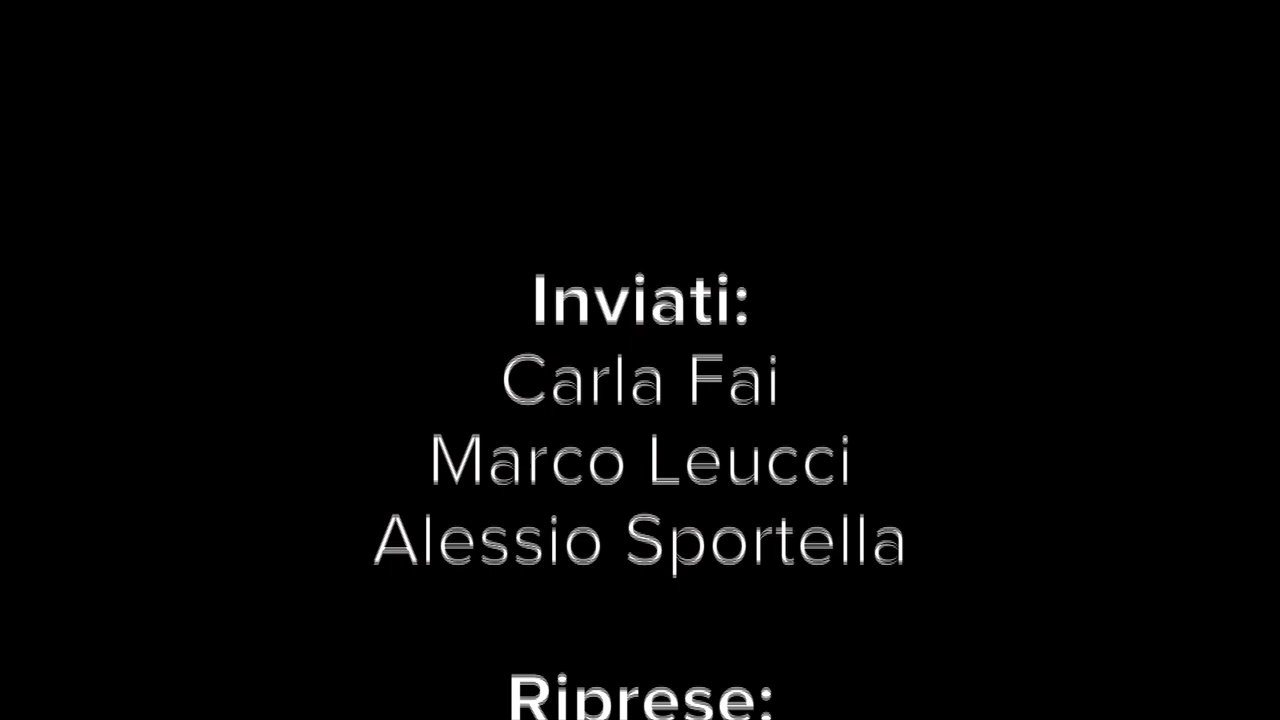 Inviati:
Carla Fai
Marco Leucci
Alessio Sportella
Riprese: